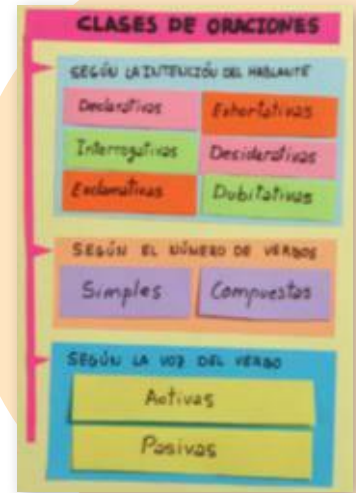 CLASES DE ORACIONES
SEGÚN LA INTENCIÓN DEL HABLANTE
Declarativas Exhortativas
Interrogativas Desiderativas
Exclamativas Dubitativas
SEGÚN EL NÚMERO DE VERBOS
Simples Compuestas
SEGÚN LA VOZ DEL VERBO
Activas
Pasivas